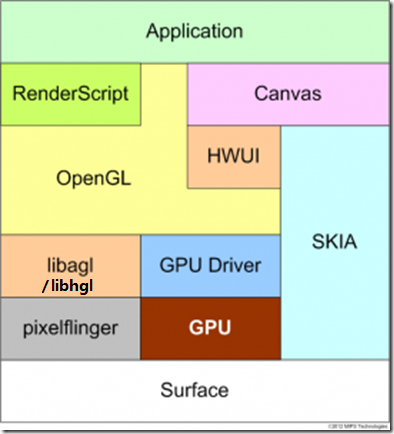 Application
RenderScript
Canvas
HWUI
OpenGL
SKIA
libagl
/libhgl
GPU Driver
pixelflinger
GPU
Surface
©2012 MIPS Technologies